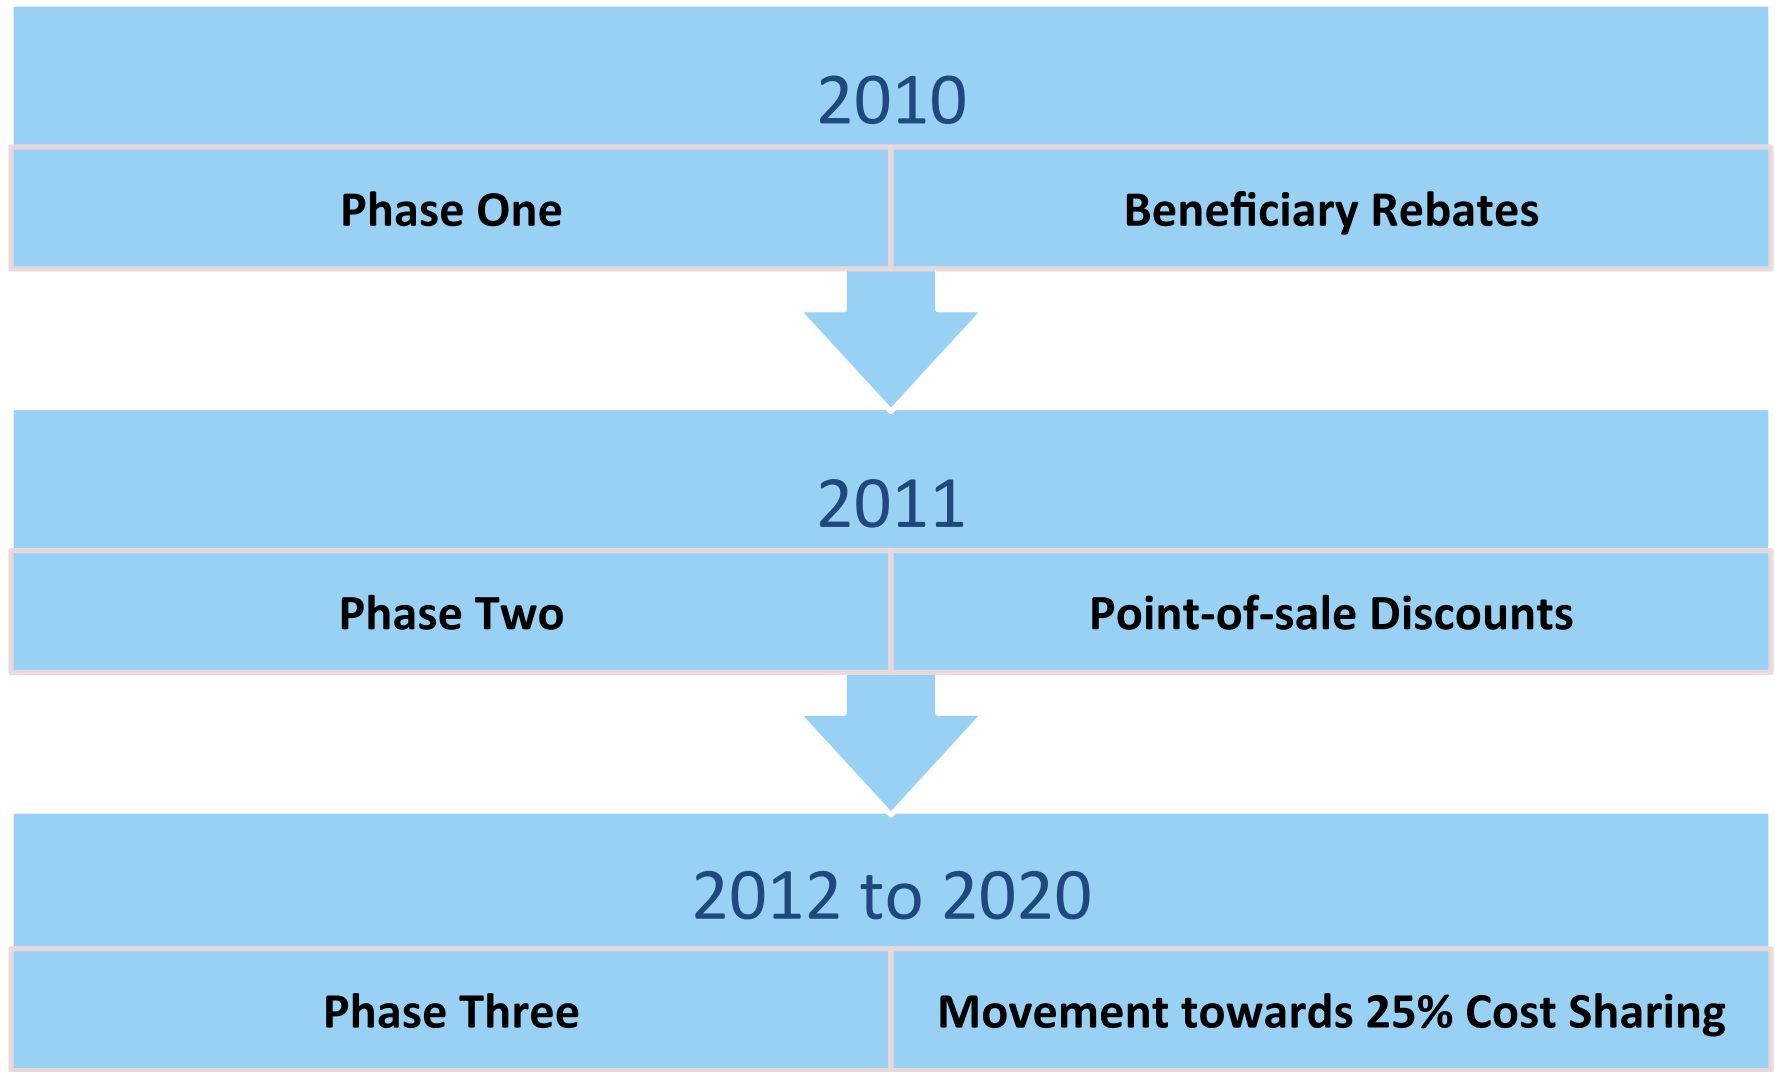 2010
Phase One
Beneficiary Rebates
2011
Phase Two
Point-of-sale Discounts
2012 to 2020
Phase Three
Movement towards 25% Cost Sharing